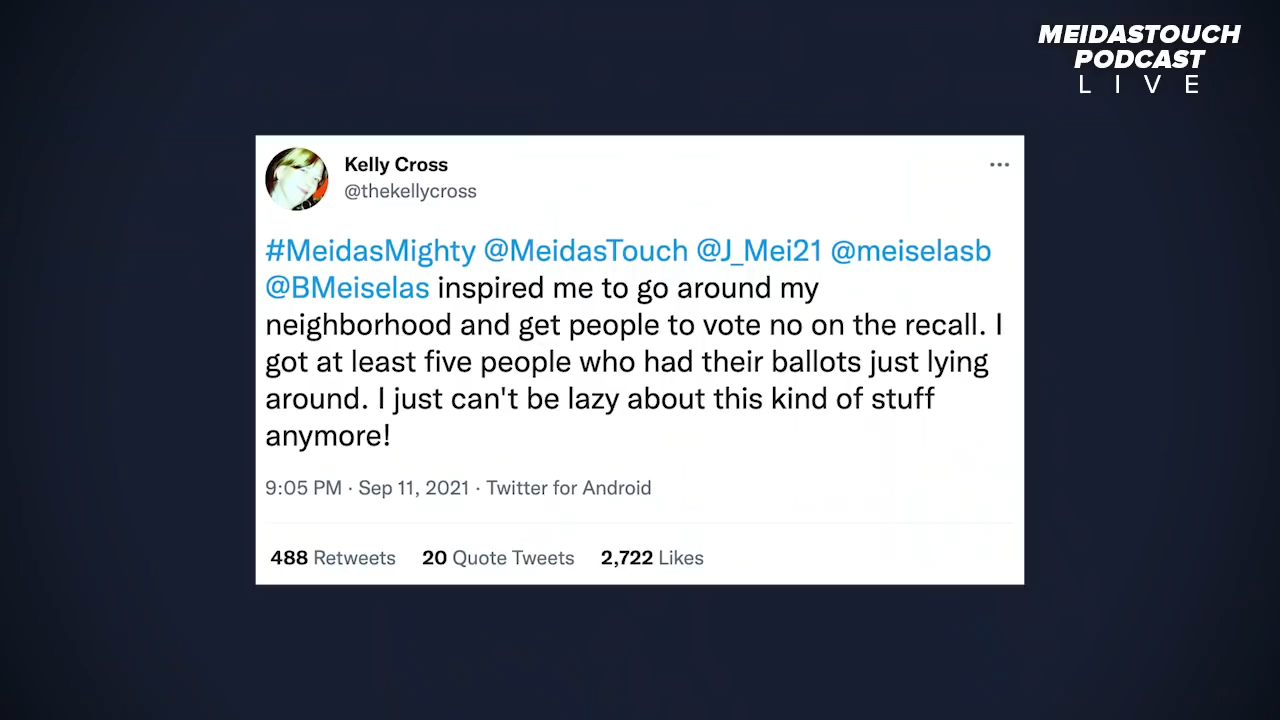 MEIDASTOUCH
PODCAST
LIVE
Kelly Cross
@thekellycross
#MeidasMighty @MeidasTouch @J_Mei21 @meiselasb
@BMeiselas inspired me to go around my
neighborhood and get people to vote no on the recall. I
got at least five people who had their ballots just lying
around. I just can't be lazy about this kind of stuff
anymore!
9:05 PM · Sep 11, 2021 · Twitter for Android
488 Retweets 20 Quote Tweets 2,722 Likes